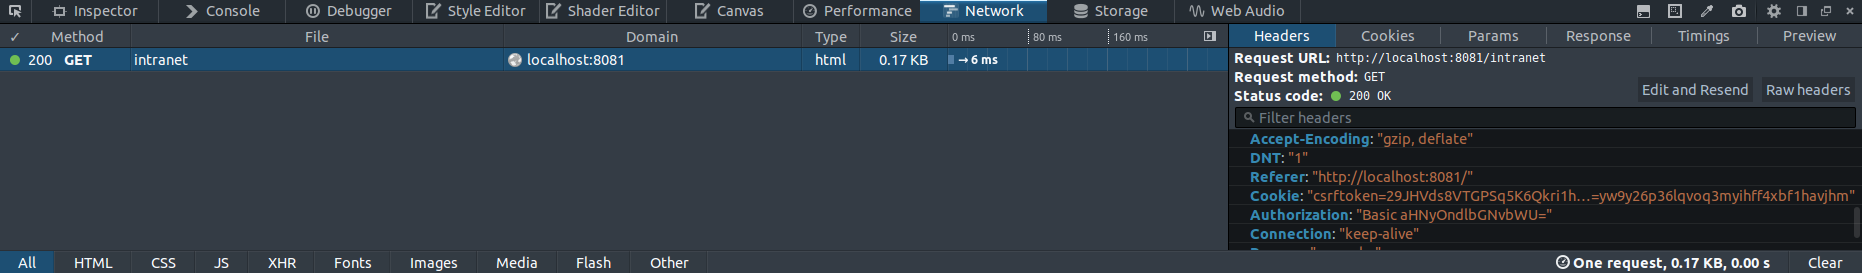 Inspector Console Debugger Style Editor Shader Editor Canvas Performance Network Storage Web Audio
✓ Method File Domain Type Size 0 ms 80 ms 160 ms
200 GET intranet localhost:8081 html 0.17 KB → 6 ms
Headers Cookies Params Response Timings Preview
Request URL: http://localhost:8081/intranet
Request method: GET
Status code: 200 OK
Edit and Resend Raw headers
Filter headers
Accept-Encoding: "gzip, deflate"
DNT: "1"
Referer: "http://localhost:8081/"
Cookie: "csrftoken=29JHVds8VTGPSq5K6Qkri1h…=yw9y26p36lqvoq3myihff4xbf1havjhm"
Authorization: "Basic aHNyOndlbGNvbWU="
Connection: "keep-alive"
All HTML CSS JS XHR Fonts Images Media Flash Other One request, 0.17 KB, 0.00 s Clear